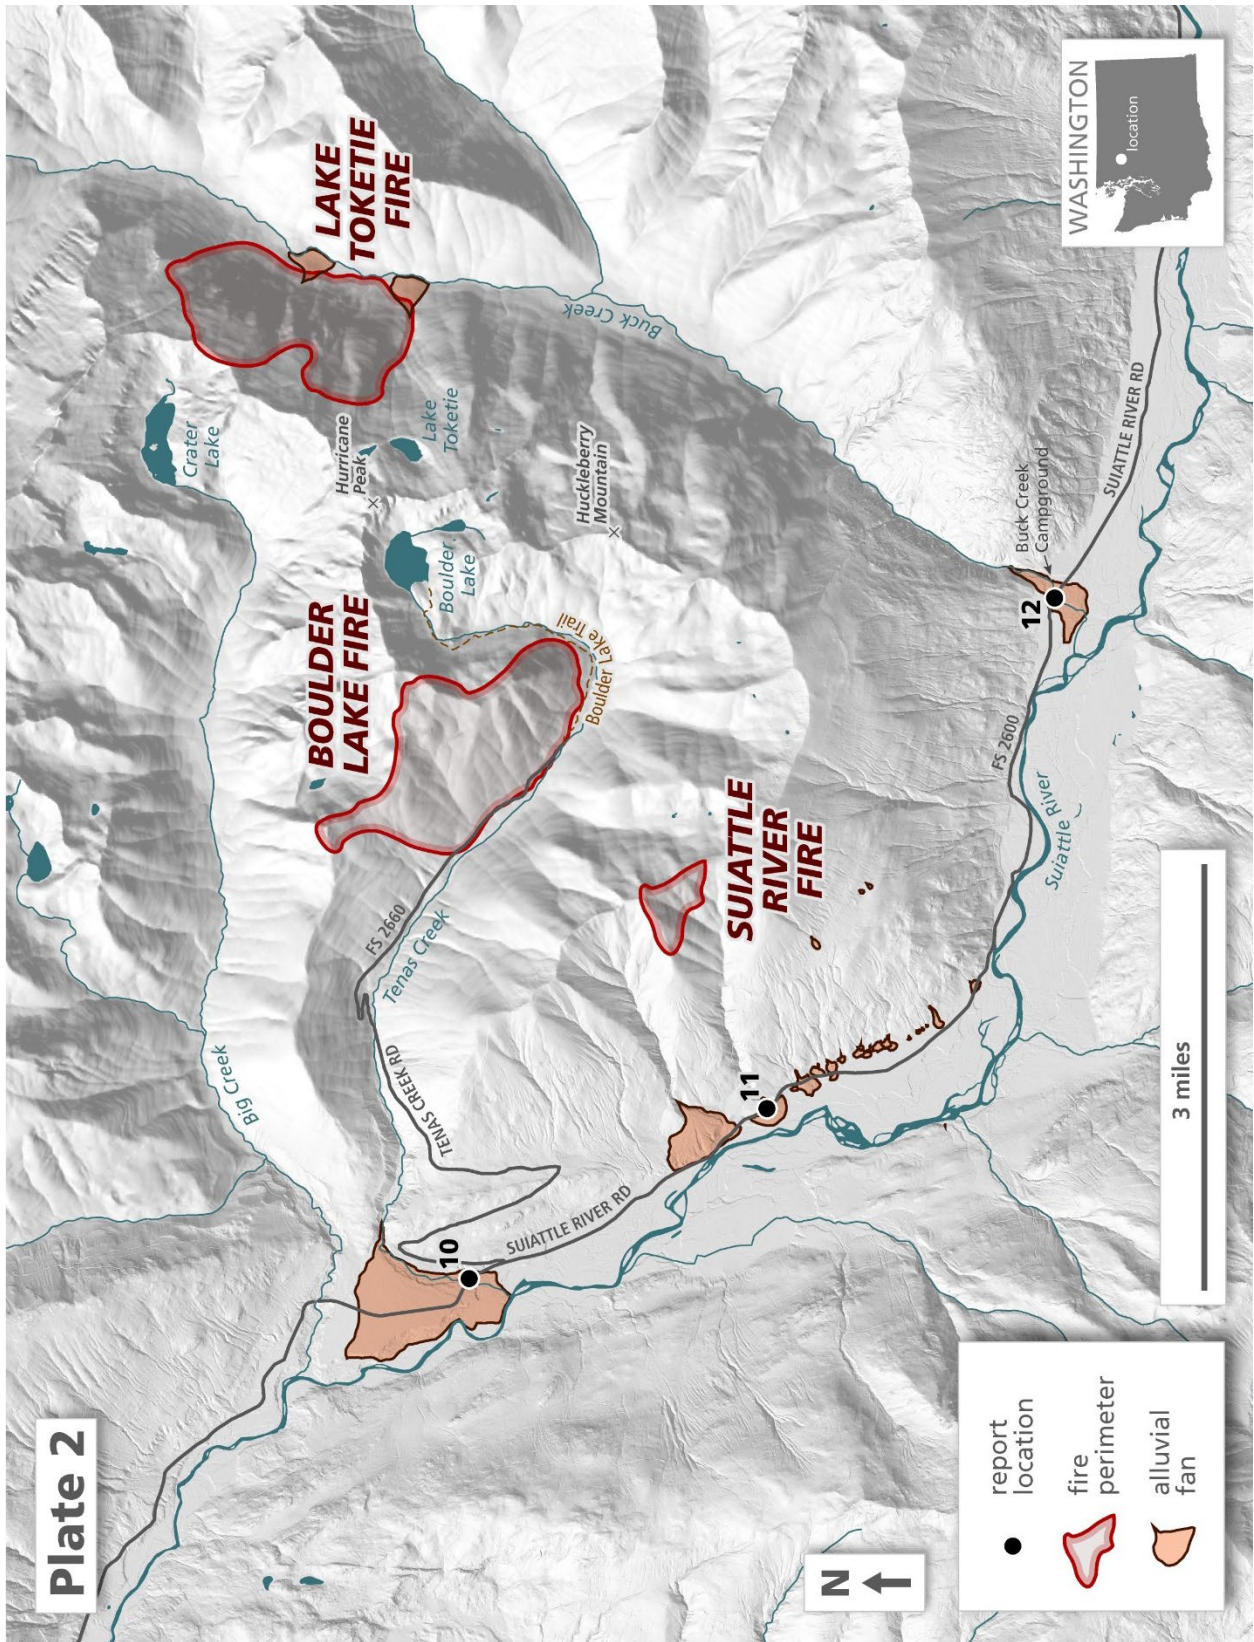 Plate 2
LAKE
TOKETIE
FIRE
BOULDER
LAKE FIRE
SUIATTLE
RIVER
FIRE
Crater
Lake
Hurricane
Peak
Lake
Toketie
Boulder
Lake
Huckleberry
Mountain
Boulder Lake Trail
Buck Creek
Big Creek
FS 2660
Tenas Creek
TENAS CREEK RD
10
SUIATTLE RIVER RD
11
FS 2600
Suiattle River
12
Buck Creek
Campground
SUIATTLE RIVER RD
N
report
location
fire
perimeter
alluvial
fan
3 miles
WASHINGTON
location